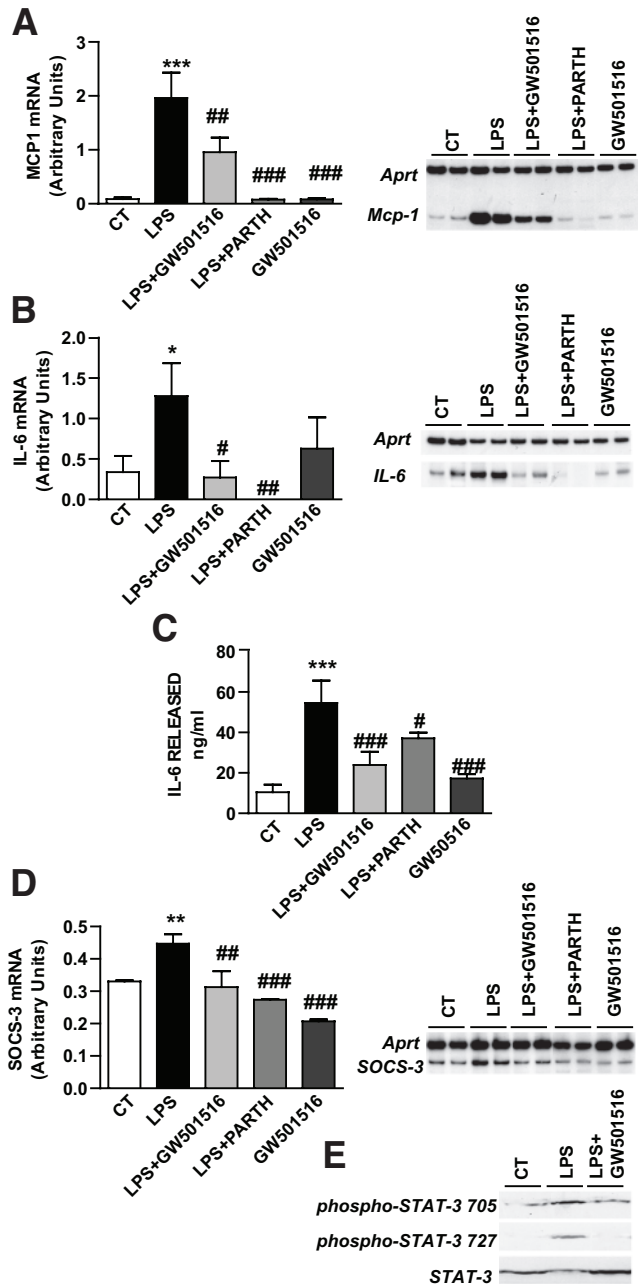 A
MCP1 mRNA
(Arbitrary Units)
3
2
1
0
***
##
###
###
CT
LPS
LPS+GW501516
LPS+PARTH
GW501516
CT
LPS
LPS+GW501516
LPS+PARTH
GW501516
Aprt
Mcp-1
B
IL-6 mRNA
(Arbitrary Units)
2.0
1.5
1.0
0.5
0.0
*
#
##
CT
LPS
LPS+GW501516
LPS+PARTH
GW501516
CT
LPS
LPS+GW501516
LPS+PARTH
GW501516
Aprt
IL-6
C
IL-6 RELEASED
ng/ml
80
60
40
20
0
***
###
#
###
CT
LPS
LPS+GW501516
LPS+PARTH
GW50516
D
SOCS-3 mRNA
(Arbitrary Units)
0.5
0.4
0.3
0.2
0.0
**
##
###
###
CT
LPS
LPS+GW501516
LPS+PARTH
GW501516
CT
LPS
LPS+GW501516
LPS+PARTH
GW501516
Aprt
SOCS-3
E
CT
LPS
LPS+
GW501516
phospho-STAT-3 705
phospho-STAT-3 727
STAT-3